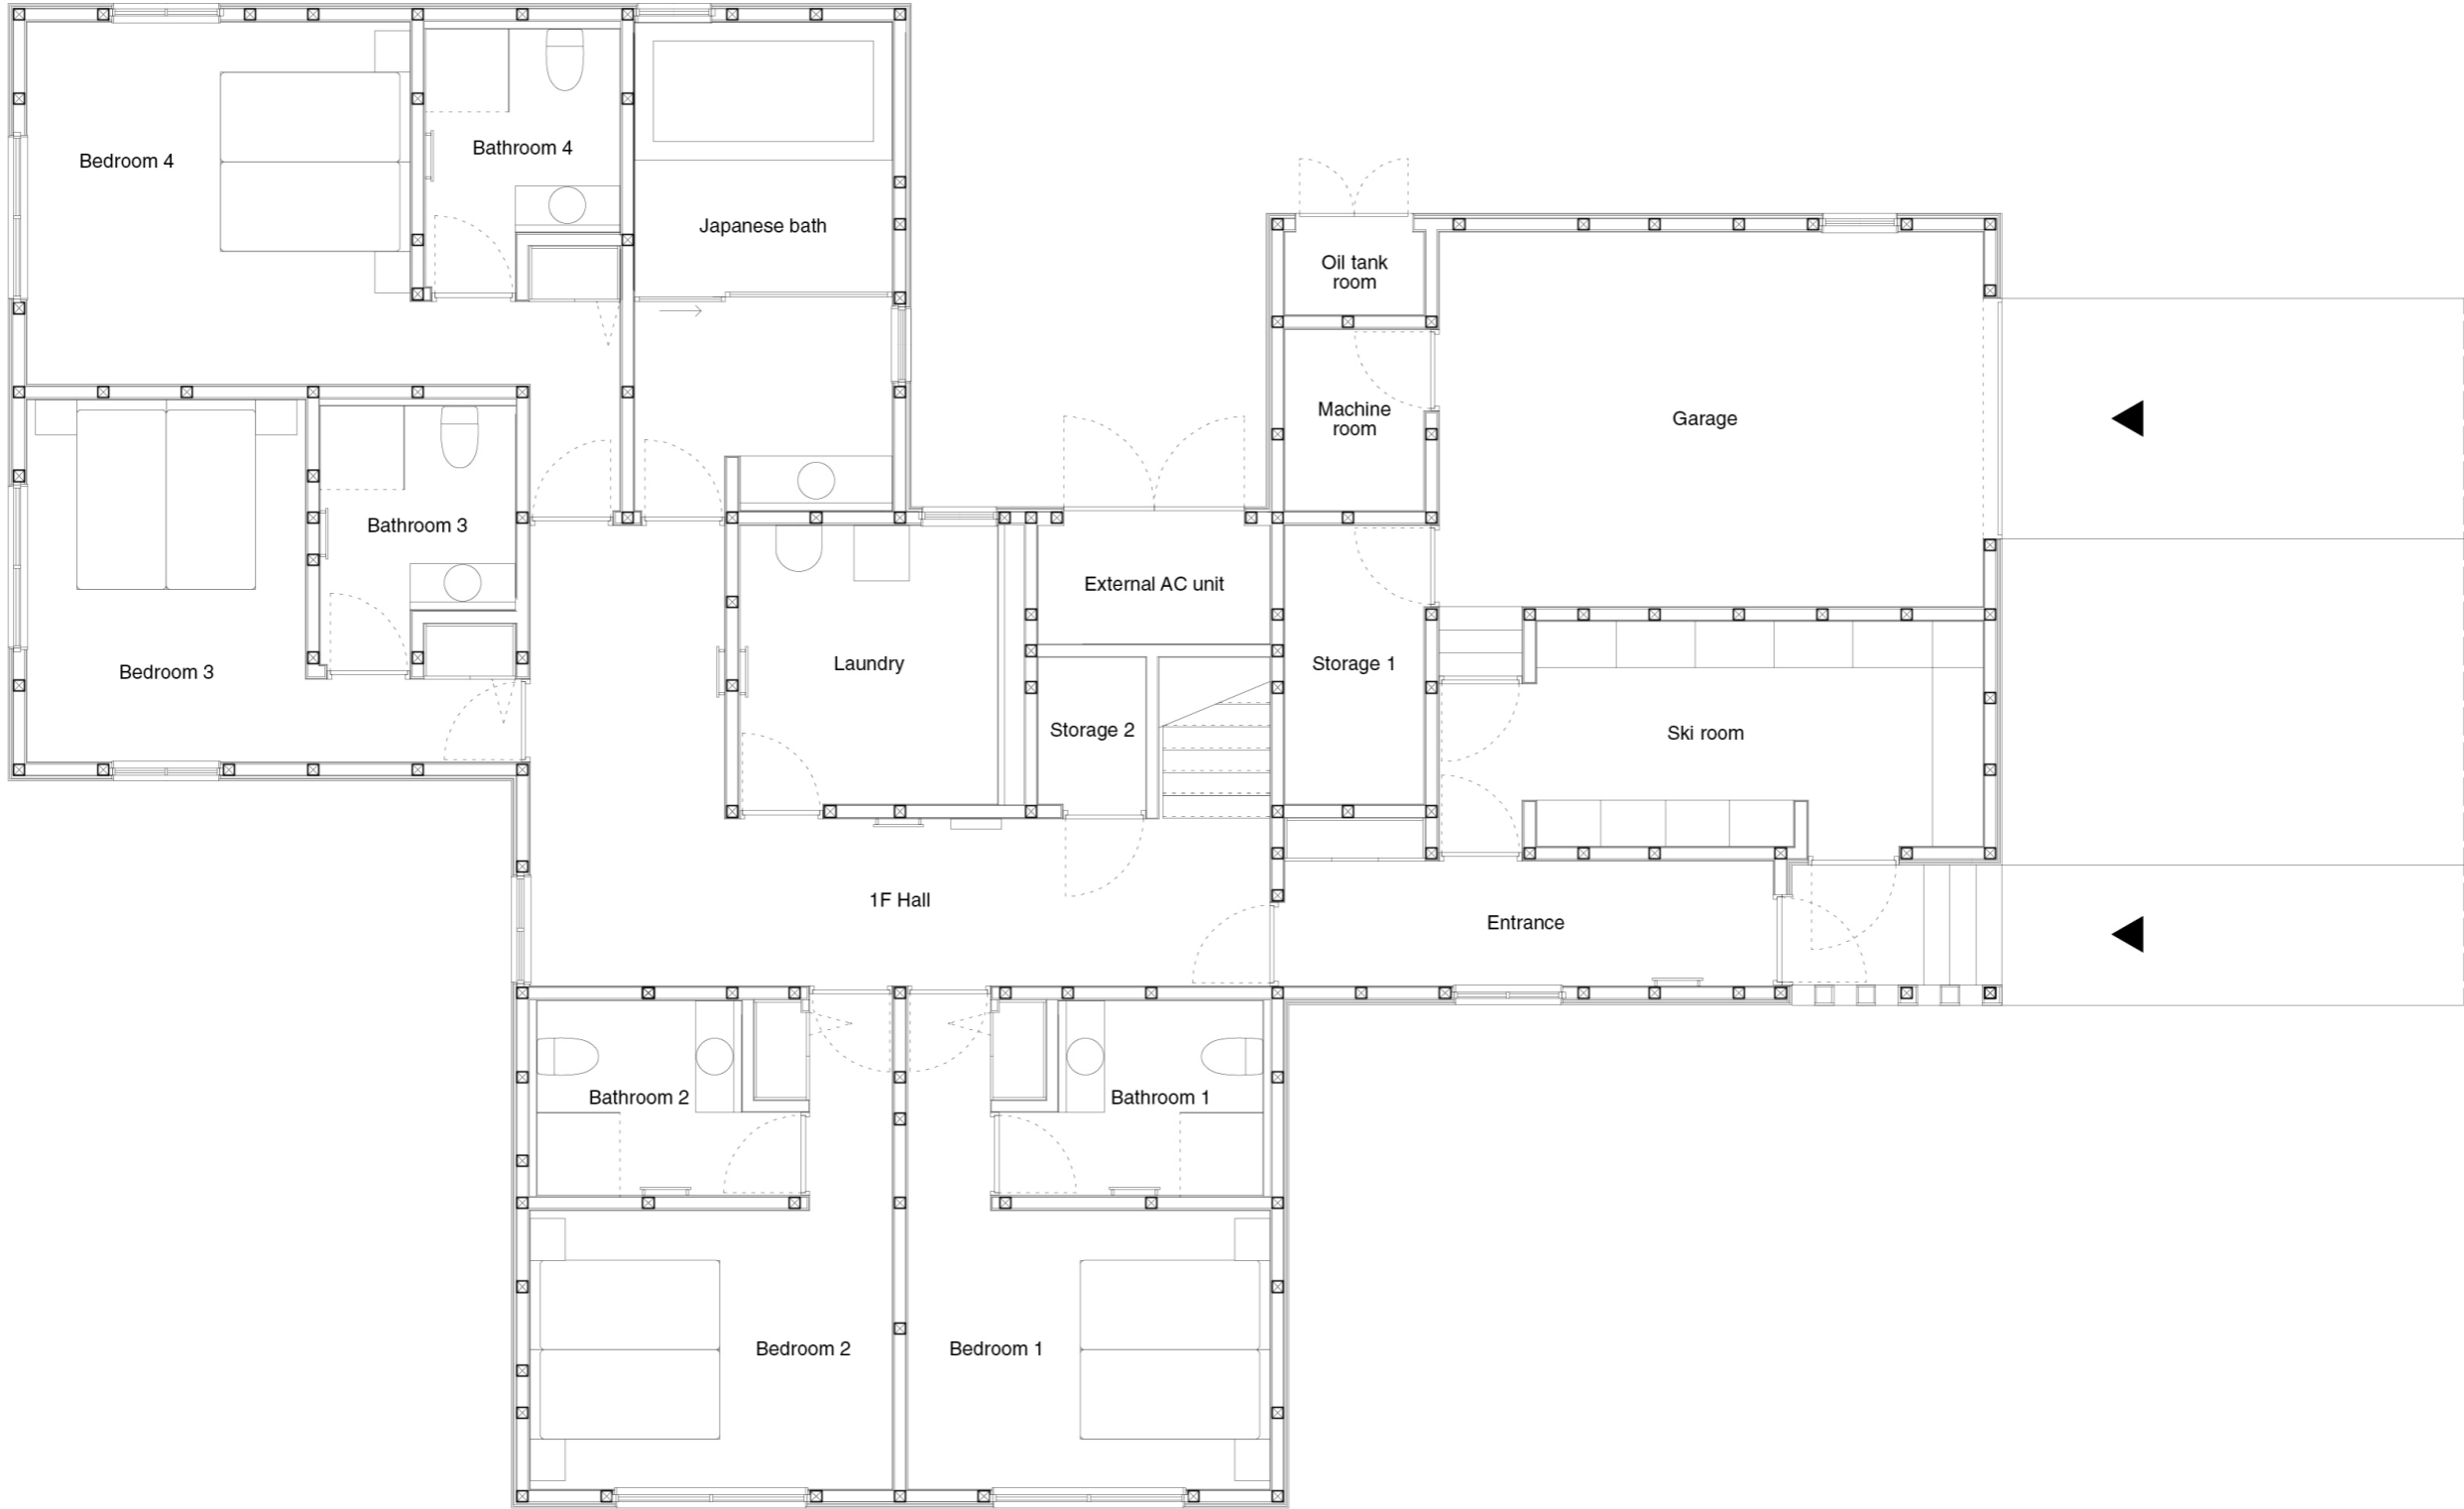 Bedroom 4
Bathroom 4
Japanese bath
Oil tank
room
Machine
room
Garage
Bathroom 3
External AC unit
Bedroom 3
Laundry
Storage 1
Storage 2
Ski room
1F Hall
Entrance
Bathroom 2
Bathroom 1
Bedroom 2
Bedroom 1